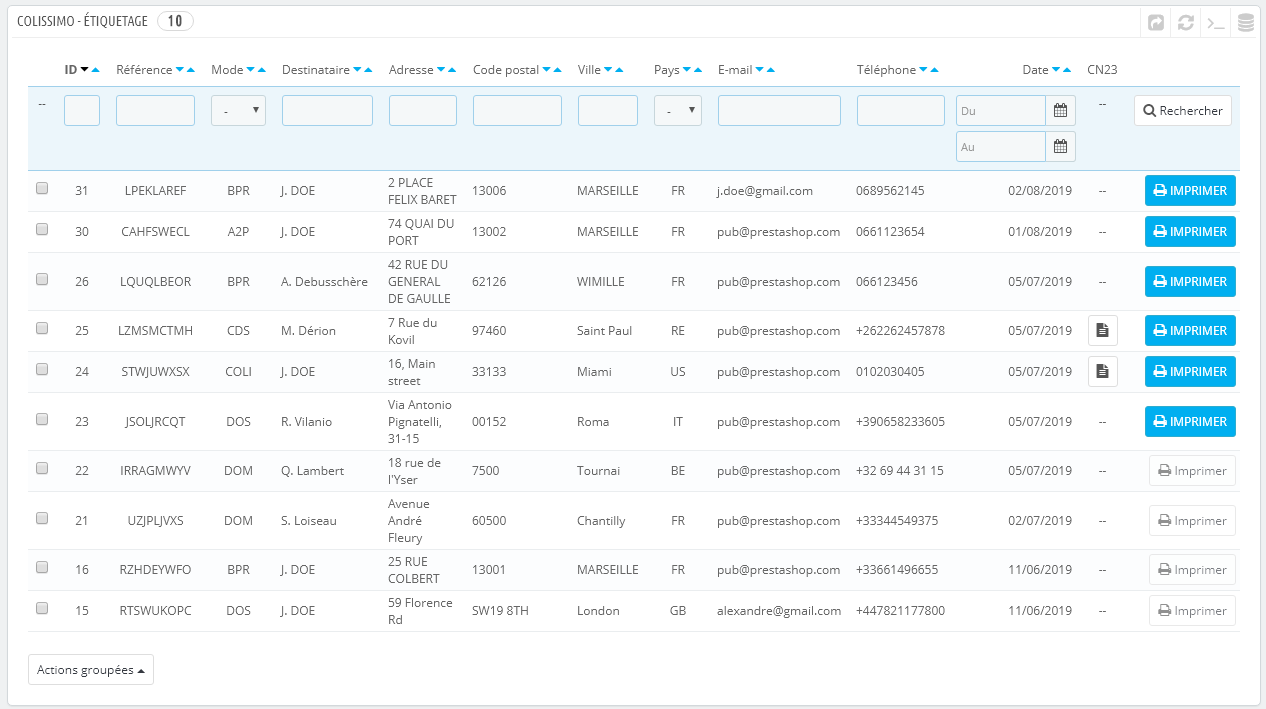 COLISSIMO - ÉTIQUETAGE 10
ID Référence Mode Destinataire Adresse Code postal Ville Pays E-mail Téléphone Date CN23
-- - - Du -- Rechercher
Au
31 LPEKLAREF BPR J. DOE 2 PLACE FELIX BARET 13006 MARSEILLE FR j.doe@gmail.com 0689562145 02/08/2019 -- IMPRIMER
30 CAHFSWECL A2P J. DOE 74 QUAI DU PORT 13002 MARSEILLE FR pub@prestashop.com 0661123654 01/08/2019 -- IMPRIMER
26 LQUQLBEOR BPR A. Debusschère 42 RUE DU GENERAL DE GAULLE 62126 WIMILLE FR pub@prestashop.com 066123456 05/07/2019 -- IMPRIMER
25 LZMSMCTMH CDS M. Dérion 7 Rue du Kovil 97460 Saint Paul RE pub@prestashop.com +262262457878 05/07/2019 IMPRIMER
24 STWJUWXSX COLI J. DOE 16, Main street 33133 Miami US pub@prestashop.com 0102030405 05/07/2019 IMPRIMER
23 JSOLJRCQT DOS R. Vilanio Via Antonio Pignatelli, 31-15 00152 Roma IT pub@prestashop.com +390658233605 05/07/2019 -- IMPRIMER
22 IRRAGMWYV DOM Q. Lambert 18 rue de l'Yser 7500 Tournai BE pub@prestashop.com +32 69 44 31 15 05/07/2019 -- Imprimer
21 UZJPLJVXS DOM S. Loiseau Avenue André Fleury 60500 Chantilly FR pub@prestashop.com +33344549375 02/07/2019 -- Imprimer
16 RZHDEYWFO BPR J. DOE 25 RUE COLBERT 13001 MARSEILLE FR pub@prestashop.com +33661496655 11/06/2019 -- Imprimer
15 RTSWUKOPC DOS J. DOE 59 Florence Rd SW19 8TH London GB alexandre@gmail.com +447821177800 11/06/2019 -- Imprimer
Actions groupées